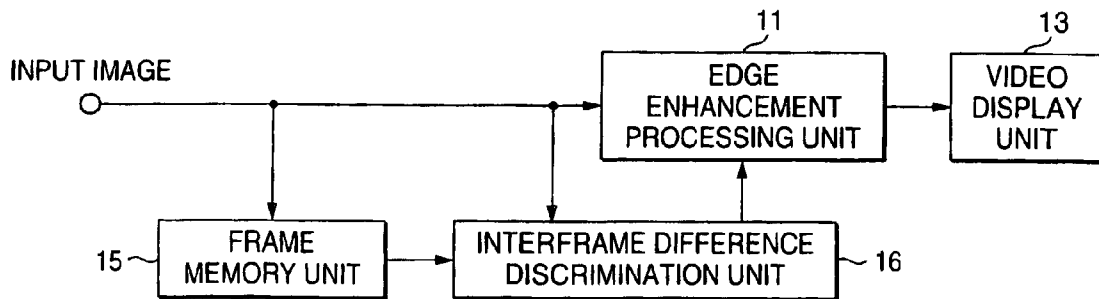 11
13
INPUT IMAGE
EDGE
ENHANCEMENT
PROCESSING UNIT
VIDEO
DISPLAY
UNIT
15
FRAME
MEMORY UNIT
INTERFRAME DIFFERENCE
DISCRIMINATION UNIT
16